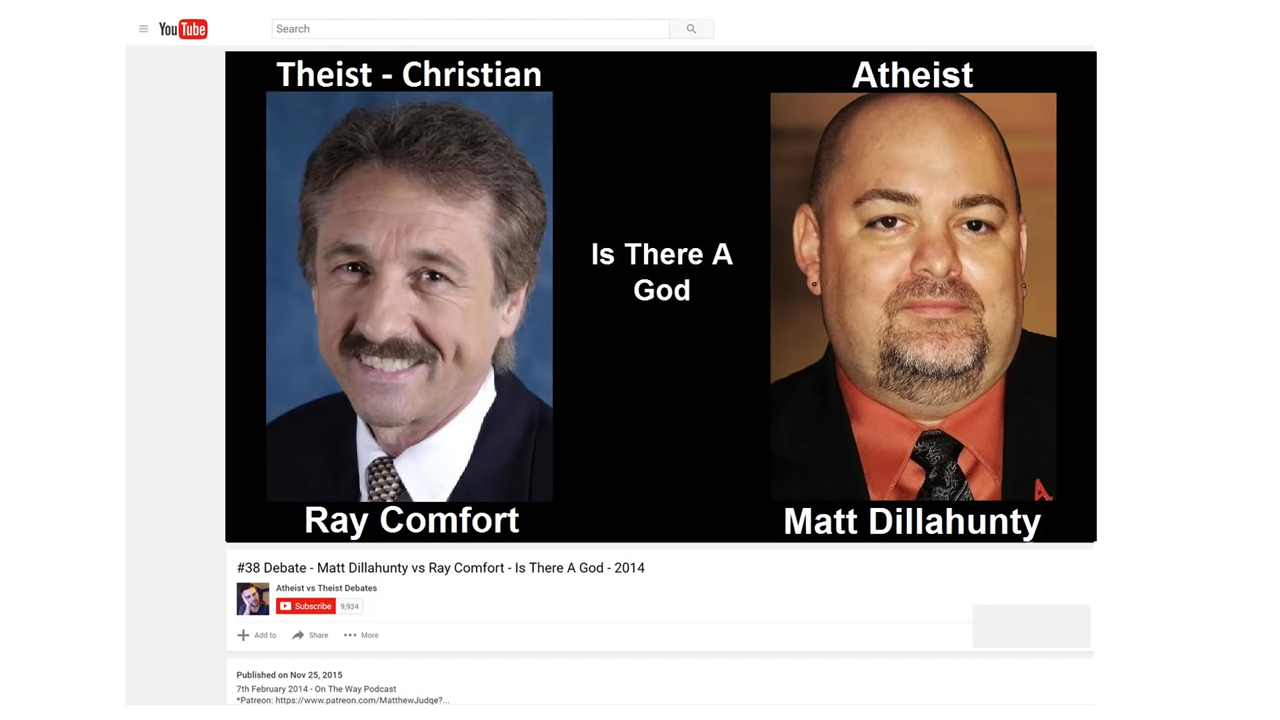 YouTube
Search
Theist - Christian
Atheist
Is There A
God
Ray Comfort
Matt Dillahunty
#38 Debate - Matt Dillahunty vs Ray Comfort - Is There A God - 2014
Atheist vs Theist Debates
Subscribe 9,934
Add to Share More
Published on Nov 25, 2015
7th February 2014 - On The Way Podcast
*Patreon: https://www.patreon.com/MatthewJudge?...